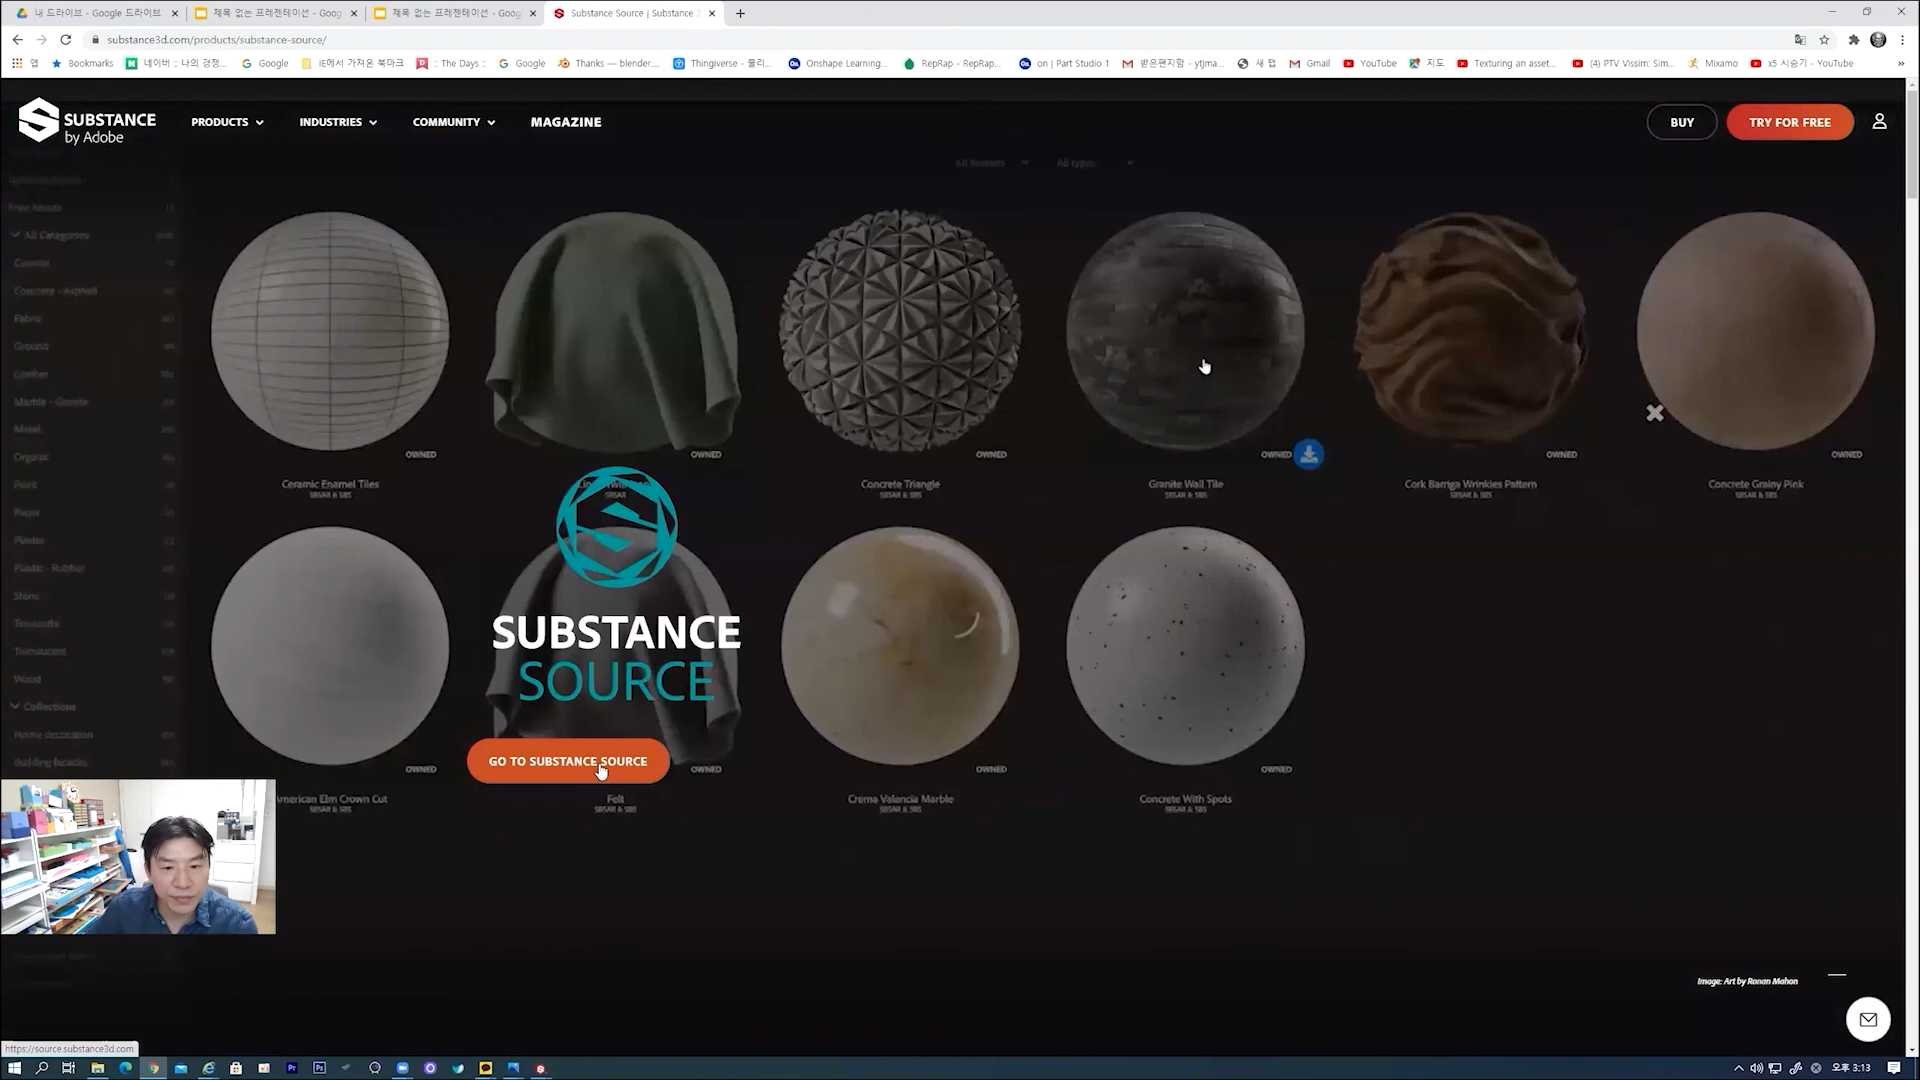 내 드라이브 - Google 드라이브
제목 없는 프레젠테이션 - Goog
제목 없는 프레젠테이션 - Goog
Substance Source | Substance 3
substance3d.com/products/substance-source/
앱
Bookmarks
네이버 :: 나의 경쟁...
Google
IE에서 가져온 북마크
:: The Days ::
Google
Thanks — blender....
Thingiverse - 물리...
Onshape Learning...
RepRap - RepRap...
on | Part Studio 1
받은편지함 - ytjma...
새 탭
Gmail
YouTube
지도
Texturing an asset...
(4) PTV Vissim: Sim...
Mixamo
x5 시승기 - YouTube
SUBSTANCE
by Adobe
PRODUCTS
INDUSTRIES
COMMUNITY
MAGAZINE
BUY
TRY FOR FREE
All types
Free Assets
All Categories
Ceramic
Concrete - Asphalt
Fabric
Ground
Leather
Marble - Granite
Metal
Organic
Paint
Paper
Plaster
Plastic - Rubber
Stone
Terracotta
Translucent
Wood
Collections
Home decoration
Building facades
OWNED
OWNED
OWNED
OWNED
OWNED
OWNED
Ceramic Enamel Tiles
SBSAR & SBS
SBSAR
Concrete Triangle
SBSAR & SBS
Granite Wall Tile
SBSAR & SBS
Cork Barriga Wrinkles Pattern
SBSAR & SBS
Concrete Grainy Pink
SBSAR & SBS
SUBSTANCE
SOURCE
GO TO SUBSTANCE SOURCE
OWNED
OWNED
OWNED
OWNED
American Elm Crown Cut
SBSAR & SBS
Felt
SBSAR & SBS
Crema Valencia Marble
SBSAR & SBS
Concrete With Spots
SBSAR & SBS
Image: Art by Ronan Mahon
https://source.substance3d.com
오후 3:13